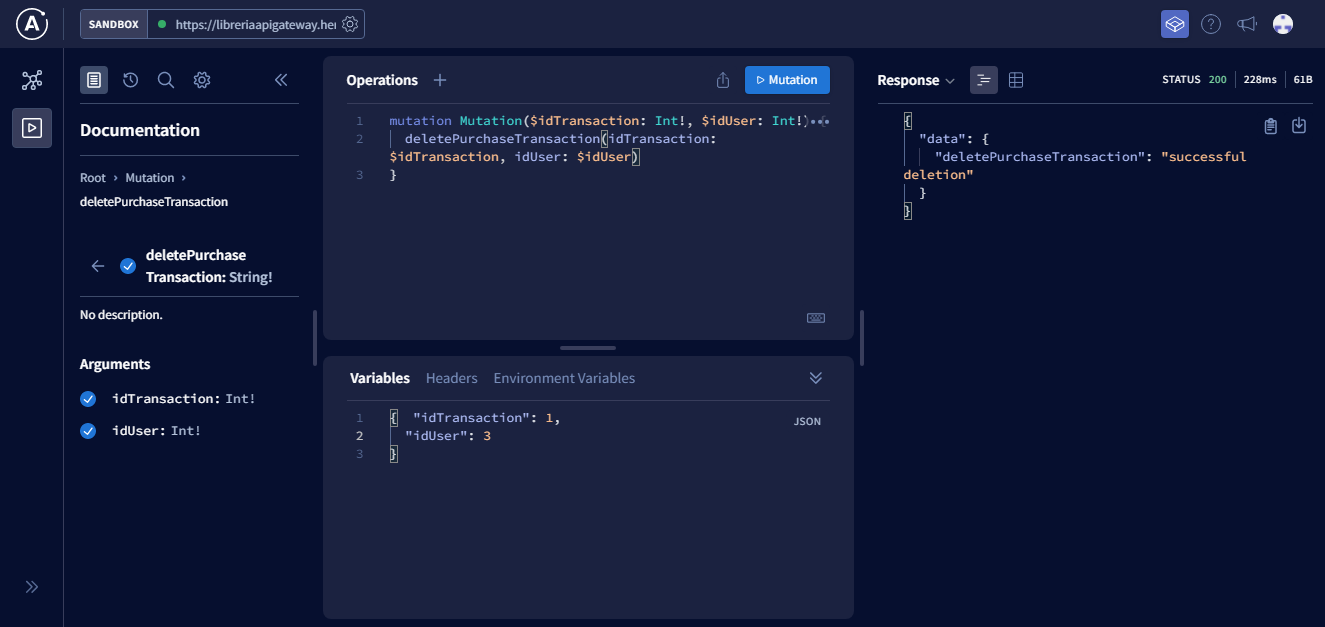 SANDBOX
https://libreriaapigateway.her
Documentation
Root › Mutation ›
deletePurchaseTransaction
deletePurchase
Transaction: String!
No description.
Arguments
idTransaction: Int!
idUser: Int!
Operations
Mutation
1 mutation Mutation($idTransaction: Int!, $idUser: Int!)
2 deletePurchaseTransaction(idTransaction:
$idTransaction, idUser: $idUser)
3 }
Variables Headers Environment Variables
1 { "idTransaction": 1,
2 "idUser": 3
3 }
JSON
Response
STATUS 200 228ms 61B
{
"data": {
"deletePurchaseTransaction": "successful
deletion"
}
}